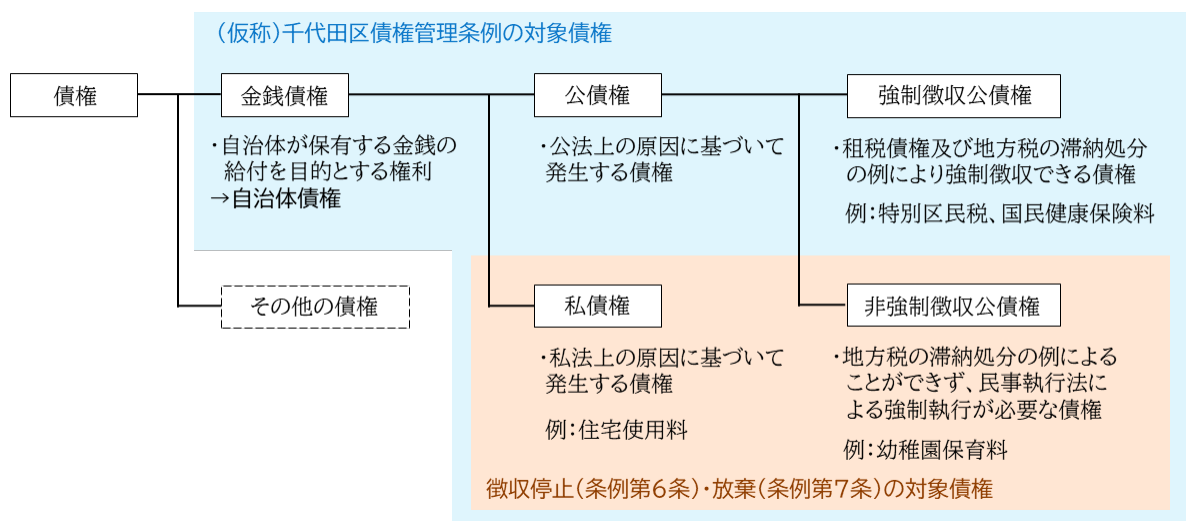 (仮称)千代田区債権管理条例の対象債権
債権
金銭債権
公債権
強制徴収公債権
・自治体が保有する金銭の
給付を目的とする権利
→自治体債権
・公法上の原因に基づいて
発生する債権
・租税債権及び地方税の滞納処分
の例により強制徴収できる債権
例：特別区民税、国民健康保険料
その他の債権
私債権
非強制徴収公債権
・私法上の原因に基づいて
発生する債権
例：住宅使用料
・地方税の滞納処分の例による
ことができず、民事執行法に
よる強制執行が必要な債権
例：幼稚園保育料
徴収停止(条例第６条)・放棄(条例第７条)の対象債権